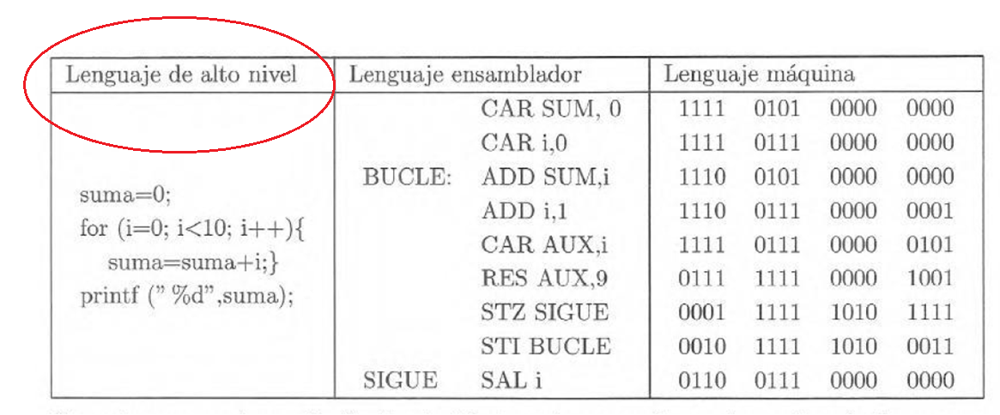 Lenguaje de alto nivel Lenguaje ensamblador Lenguaje máquina
CAR SUM, 0 1111 0101 0000 0000
CAR i,0 1111 0111 0000 0000
BUCLE: ADD SUM,i 1110 0101 0000 0000
suma=0;
ADD i,1 1110 0111 0000 0001
for (i=0; i<10; i++){
CAR AUX,i 1111 0111 0000 0101
suma=suma+i;}
RES AUX,9 0111 1111 0000 1001
printf (" %d",suma);
STZ SIGUE 0001 1111 1010 1111
STI BUCLE 0010 1111 1010 0011
SIGUE SAL i 0110 0111 0000 0000